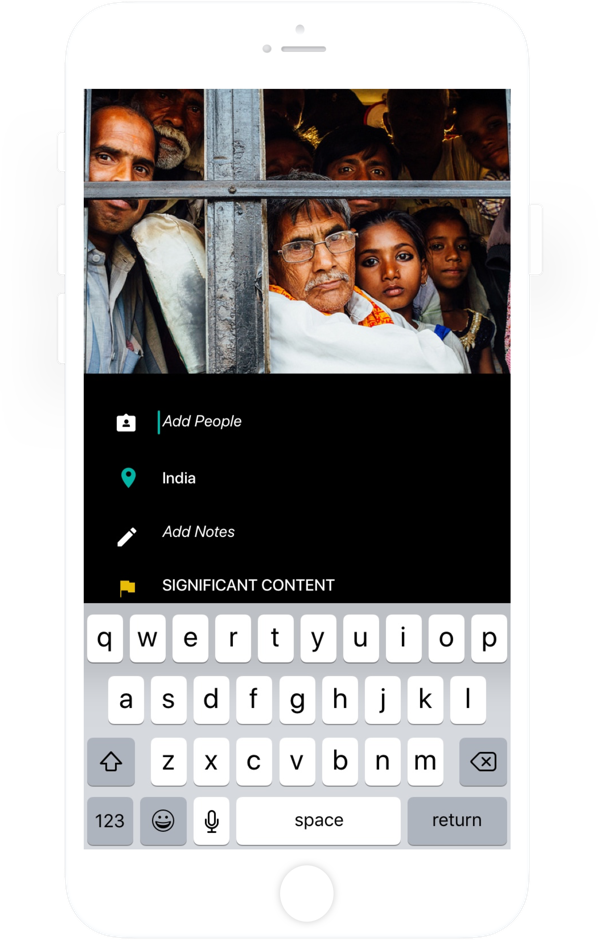 Add People
India
Add Notes
SIGNIFICANT CONTENT
q w e r t y u i o p
a s d f g h j k l
z x c v b n m
123 space return